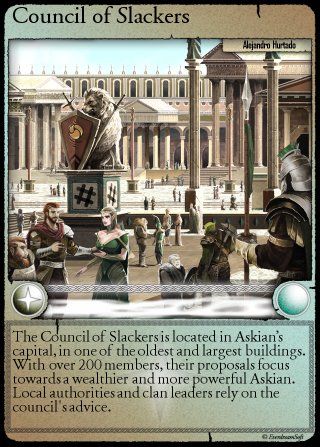 Council of Slackers
Alejandro Hurtado
The Council of Slackers is located in Askian's
capital, in one of the oldest and largest buildings.
With over 200 members, their proposals focus
towards a wealthier and more powerful Askian.
Local authorities and clan leaders rely on the
council's advice.
© EverdreamSoft